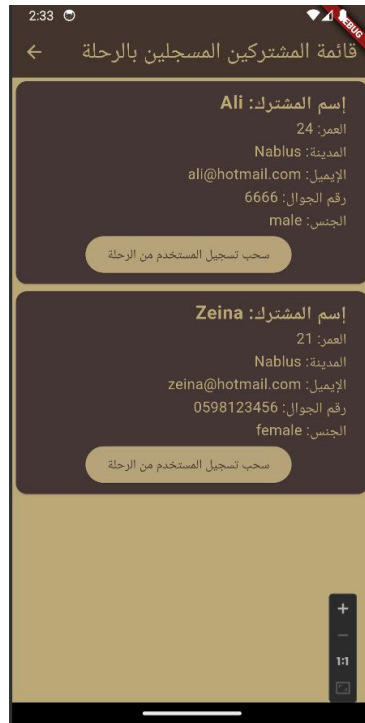 2:33
DEBUG
قائمة المشتركين المسجلين بالرحلة
إسم المشترك: Ali
العمر: 24
المدينة: Nablus
الإيميل: ali@hotmail.com
رقم الجوال: 6666
الجنس: male
سحب تسجيل المستخدم من الرحلة
إسم المشترك: Zeina
العمر: 21
المدينة: Nablus
الإيميل: zeina@hotmail.com
رقم الجوال: 0598123456
الجنس: female
سحب تسجيل المستخدم من الرحلة
1:1